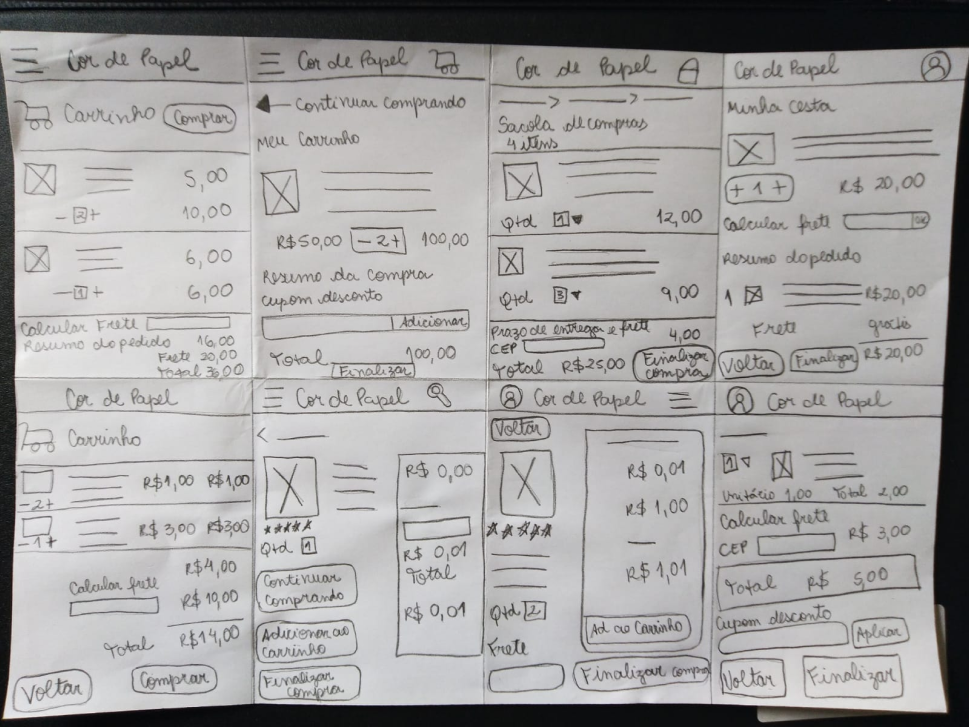 Cor de Papel
Carrinho Comprar
5,00
- 2 + 10,00
6,00
- 1 + 6,00
Calcular Frete
Resumo do pedido 16,00
Frete 20,00
Total 36,00
Cor de Papel
Continuar comprando
Meu Carrinho
R$50,00 - 2 + 100,00
Resumo da compra
Cupom desconto
Adicionar
Total 100,00
Finalizar
Cor de Papel
Sacola de compras
4 itens
Qtd 1 12,00
Qtd 3 9,00
Prazo de entrega e frete
4,00
CEP
Total R$25,00 Finalizar
compra
Cor de Papel
Minha cesta
+ 1 + R$ 20,00
Calcular frete OK
Resumo do pedido
1 R$20,00
Frete gratis
Voltar Finalizar R$20,00
Cor de Papel
Carrinho
R$1,00 R$1,00
- 2 +
R$ 3,00 R$3,00
- 1 +
R$4,00
Calcular frete
R$ 10,00
Total R$14,00
Voltar Comprar
Cor de Papel
R$ 0,00
Qtd 1
R$ 0,01
Total
R$ 0,01
Continuar
Comprando
Adicionar ao
carrinho
Finalizar
compra
Cor de Papel
Voltar
R$ 0,01
R$ 1,00
R$ 1,01
Qtd 2
Ad ao Carrinho
Frete
Finalizar compra
Cor de Papel
1
Unitário 1,00 Total 2,00
Calcular frete
CEP R$ 3,00
Total R$ 5,00
Cupom desconto
Aplicar
Voltar Finalizar